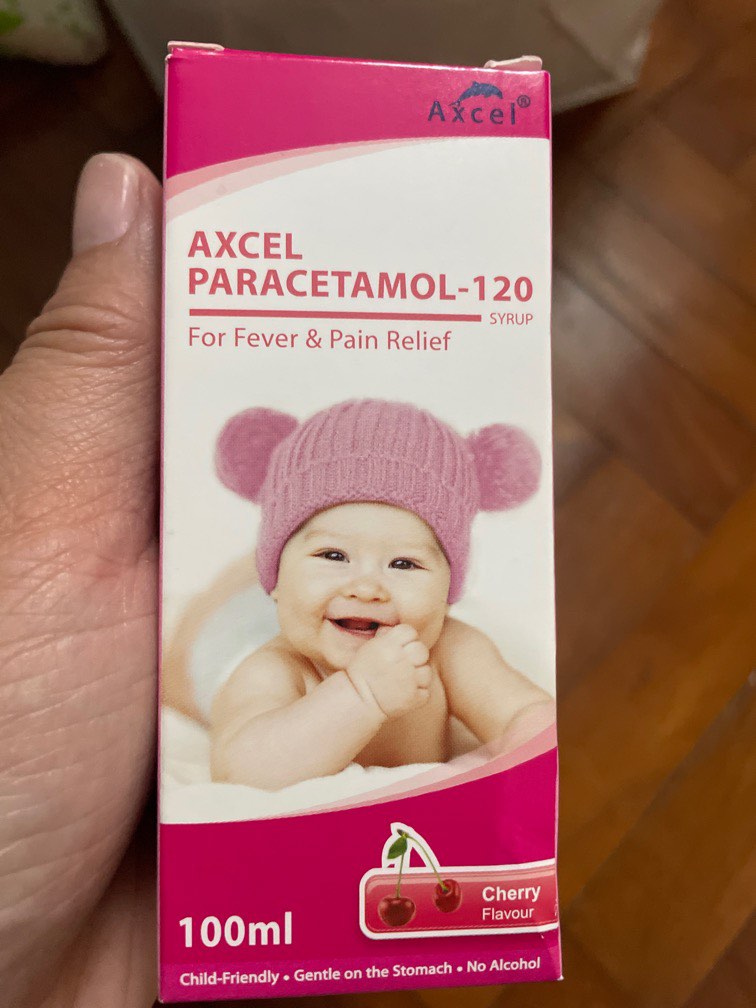 Axcel®
AXCEL
PARACETAMOL-120
SYRUP
For Fever & Pain Relief
Cherry
Flavour
100ml
Child-Friendly • Gentle on the Stomach • No Alcohol